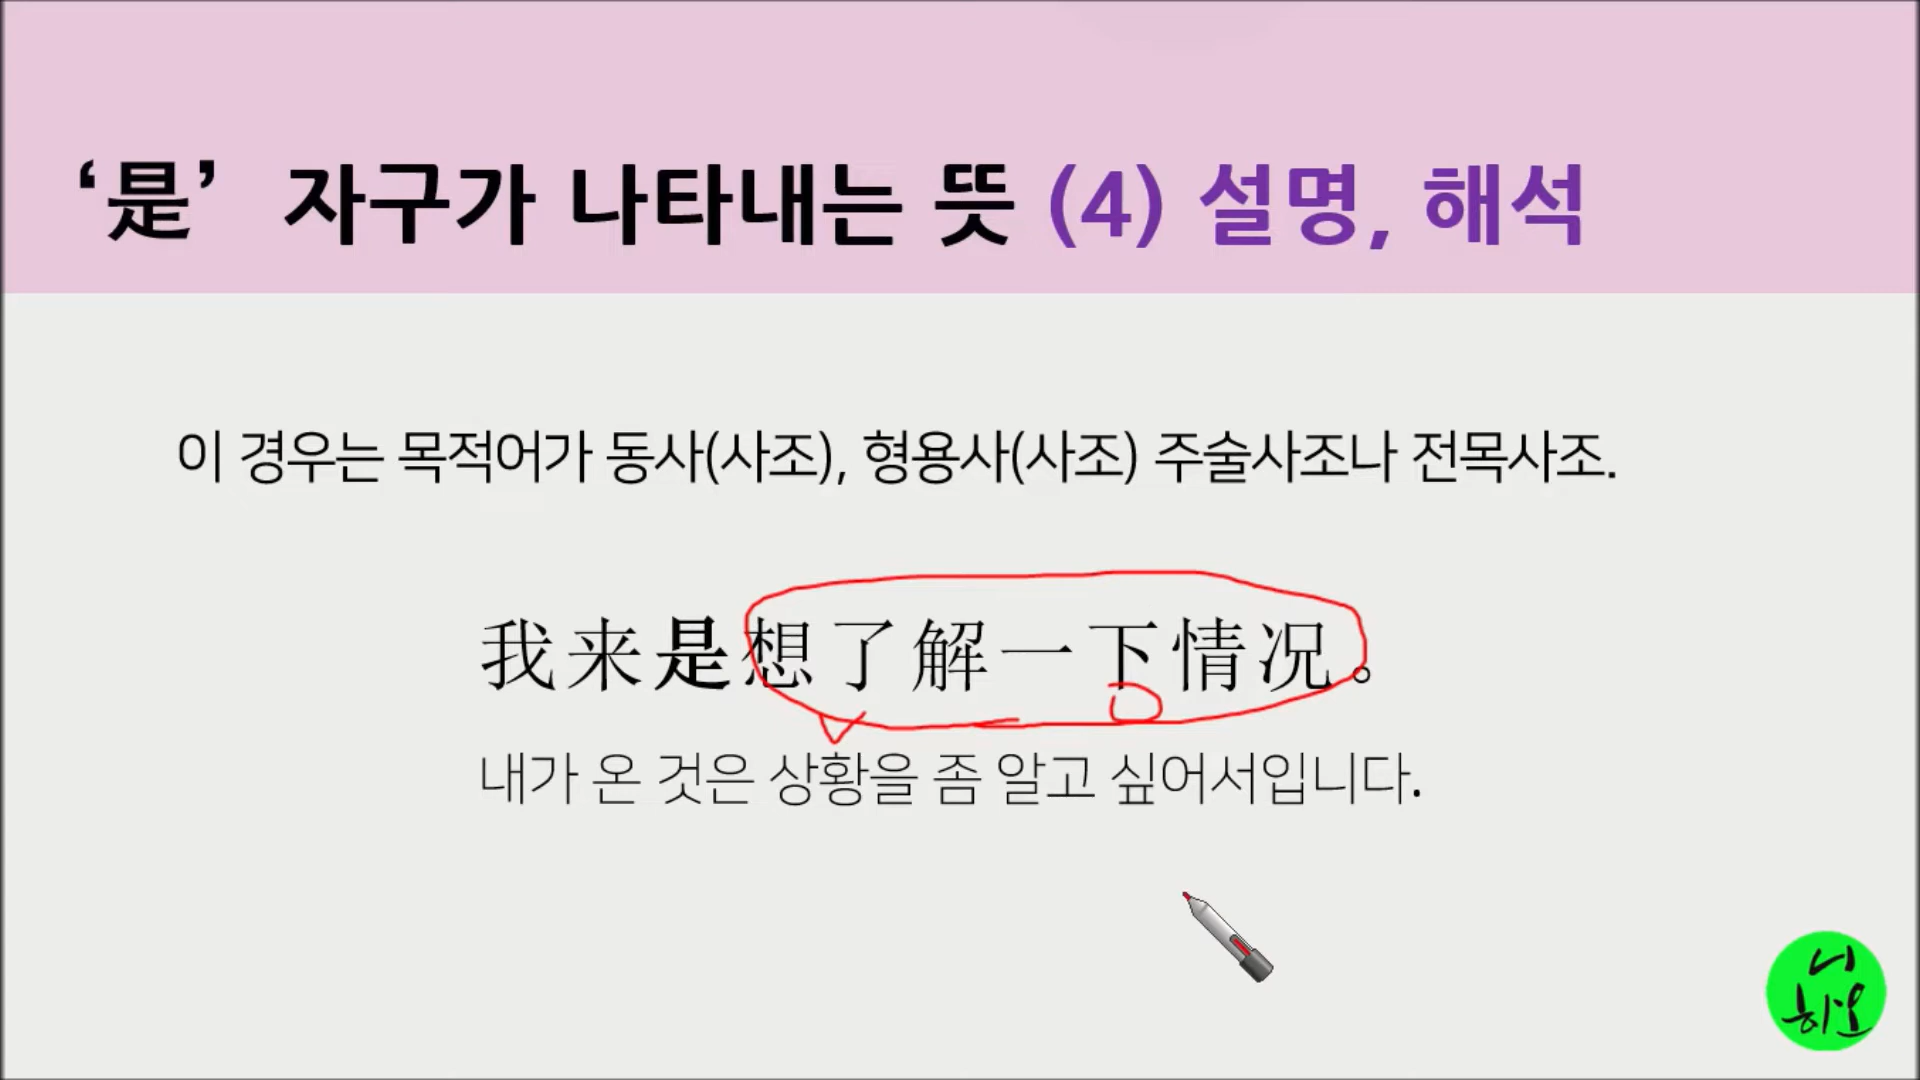 ‘是’ 자구가 나타내는 뜻 (4) 설명, 해석
이 경우는 목적어가 동사(사조), 형용사(사조) 주술사조나 전목사조.
我来是想了解一下情况。
내가 온 것은 상황을 좀 알고 싶어서입니다.
니
하오